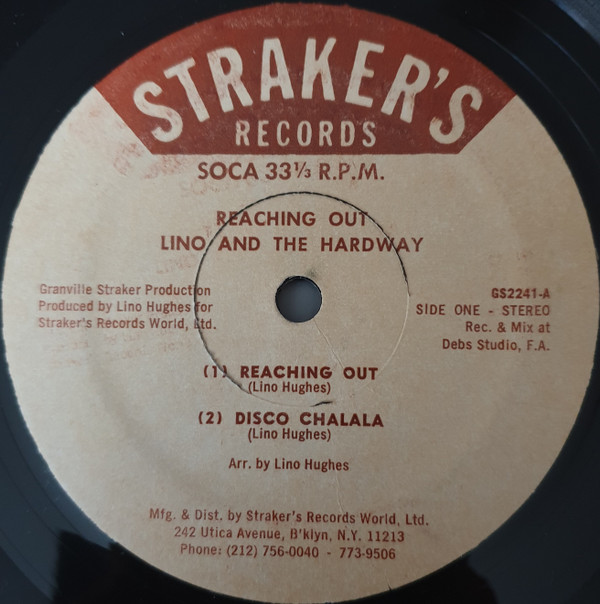 STRAKER'S
RECORDS
SOCA 33⅓ R.P.M.
REACHING OUT
LINO AND THE HARDWAY
Granville Straker Production
Produced by Lino Hughes for
Straker's Records World, Ltd.
GS2241-A
SIDE ONE - STEREO
Rec. & Mix at
Debs Studio, F.A.
(1) REACHING OUT
(Lino Hughes)
(2) DISCO CHALALA
(Lino Hughes)
Arr. by Lino Hughes
Mfg. & Dist. by Straker's Records World, Ltd.
242 Utica Avenue, B'klyn, N.Y. 11213
Phone: (212) 756-0040 - 773-9506